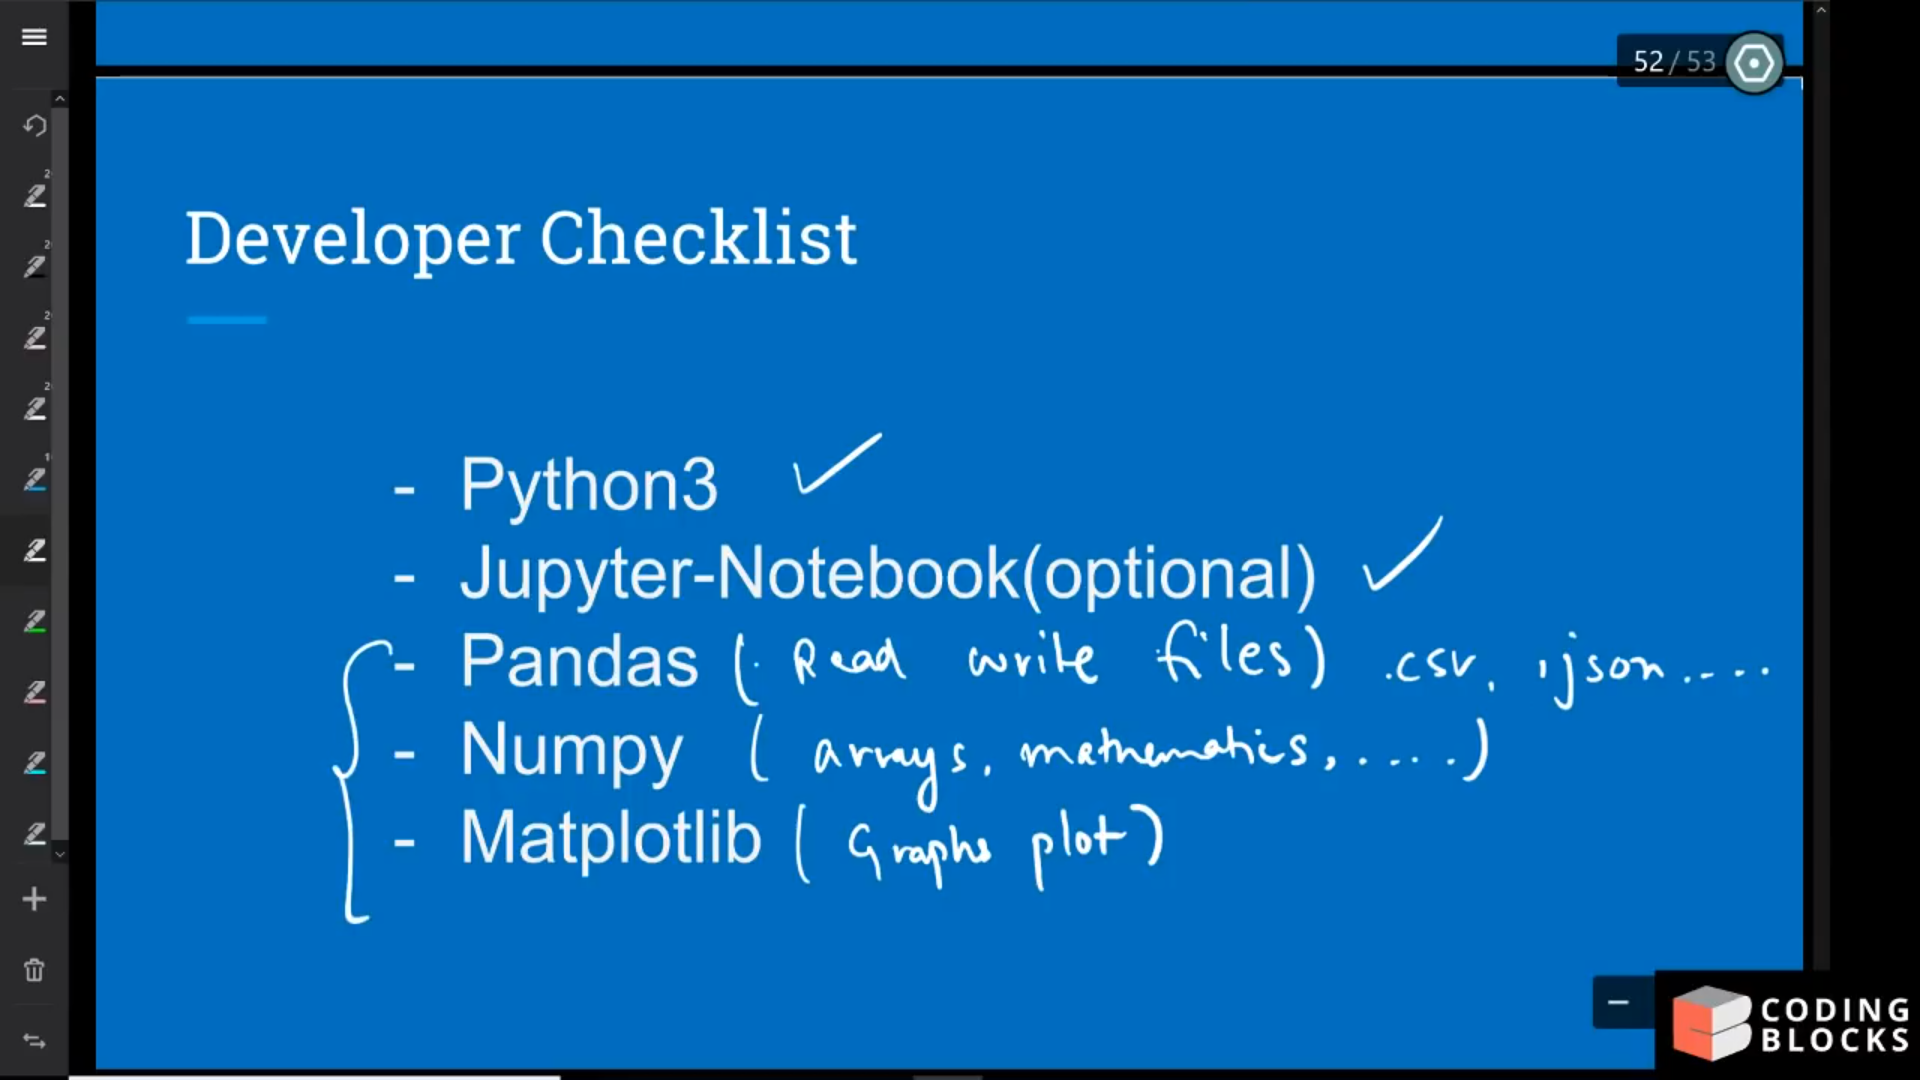 52 / 53
Developer Checklist
- Python3
- Jupyter-Notebook(optional)
- Pandas (Read write files) .csv, .json....
- Numpy (arrays, mathematics, .....)
- Matplotlib (Graphs plot)
CODING
BLOCKS